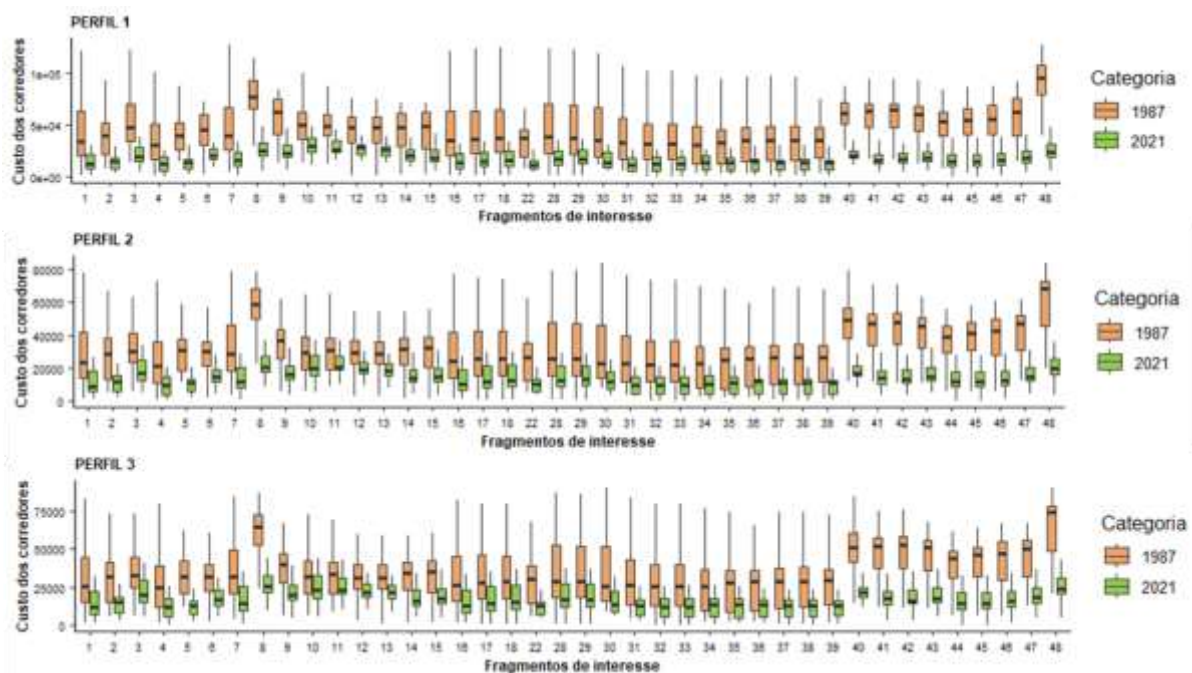 PERFIL 1
Custo dos corredores
1e+05
5e+04
0e+00
1 2 3 4 5 6 7 8 9 10 11 12 13 14 15 16 17 18 22 28 29 30 31 32 33 34 35 36 37 38 39 40 41 42 43 44 45 46 47 48
Fragmentos de interesse
Categoria
1987
2021
PERFIL 2
Custo dos corredores
80000
60000
40000
20000
0
1 2 3 4 5 6 7 8 9 10 11 12 13 14 15 16 17 18 22 28 29 30 31 32 33 34 35 36 37 38 39 40 41 42 43 44 45 46 47 48
Fragmentos de interesse
Categoria
1987
2021
PERFIL 3
Custo dos corredores
75000
50000
25000
0
1 2 3 4 5 6 7 8 9 10 11 12 13 14 15 16 17 18 22 28 29 30 31 32 33 34 35 36 37 38 39 40 41 42 43 44 45 46 47 48
Fragmentos de interesse
Categoria
1987
2021